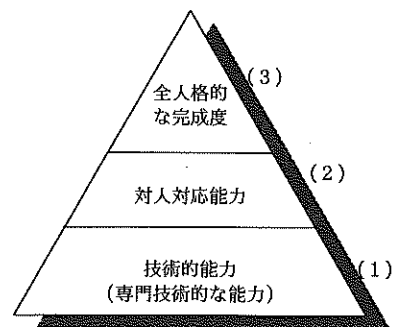 全人格的
な完成度
(3)
対人対応能力
(2)
技術的能力
(専門技術的な能力)
(1)